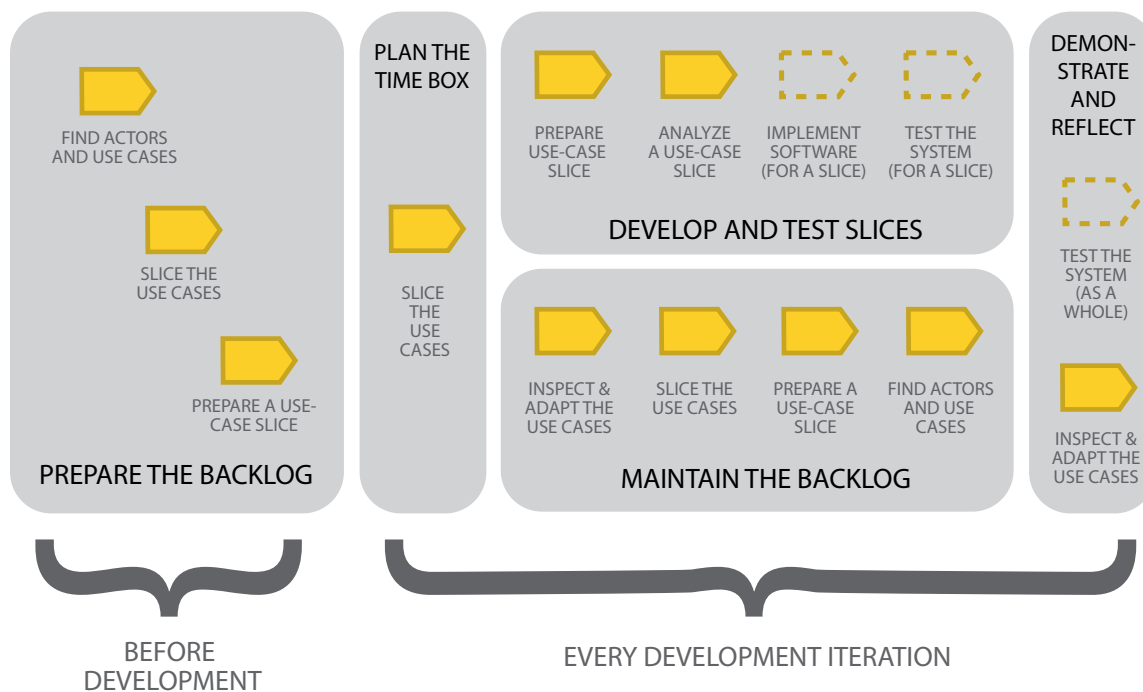 FIND ACTORS
AND USE CASES
SLICE THE
USE CASES
PREPARE A USE-
CASE SLICE
PREPARE THE BACKLOG
PLAN THE
TIME BOX
SLICE
THE
USE
CASES
PREPARE
USE-CASE
SLICE
ANALYZE
A USE-CASE
SLICE
IMPLEMENT
SOFTWARE
(FOR A SLICE)
TEST THE
SYSTEM
(FOR A SLICE)
DEVELOP AND TEST SLICES
INSPECT &
ADAPT THE
USE CASES
SLICE THE
USE CASES
PREPARE A
USE-CASE
SLICE
FIND ACTORS
AND USE
CASES
MAINTAIN THE BACKLOG
DEMON-
STRATE
AND
REFLECT
TEST THE
SYSTEM
(AS A
WHOLE)
INSPECT &
ADAPT THE
USE CASES
BEFORE
DEVELOPMENT
EVERY DEVELOPMENT ITERATION